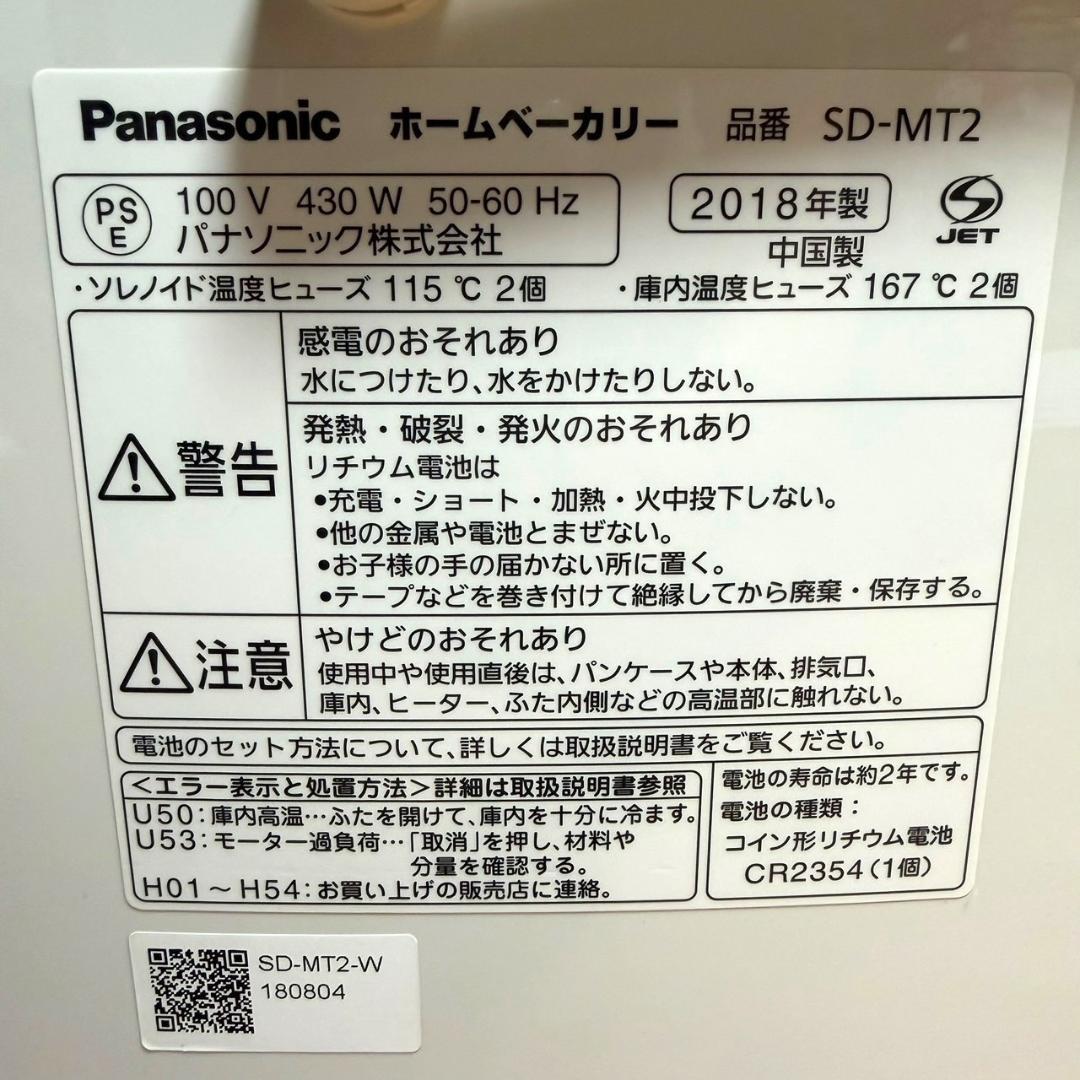 Panasonic ホームベーカリー 品番 SD-MT2
PS E 100 V 430 W 50-60 Hz
パナソニック株式会社
2018年製
中国製
JET
・ソレノイド温度ヒューズ 115 ℃ 2個 ・庫内温度ヒューズ 167 ℃ 2個
警告
感電のおそれあり
水につけたり、水をかけたりしない。
発熱・破裂・発火のおそれあり
リチウム電池は
●充電・ショート・加熱・火中投下しない。
●他の金属や電池とまぜない。
●お子様の手の届かない所に置く。
●テープなどを巻き付けて絶縁してから廃棄・保存する。
注意
やけどのおそれあり
使用中や使用直後は、パンケースや本体、排気口、
庫内、ヒーター、ふた内側などの高温部に触れない。
電池のセット方法について、詳しくは取扱説明書をご覧ください。
<エラー表示と処置方法>詳細は取扱説明書参照
U50:庫内高温…ふたを開けて、庫内を十分に冷ます。
U53:モーター過負荷…「取消」を押し、材料や
分量を確認する。
H01～H54:お買い上げの販売店に連絡。
電池の寿命は約2年です。
電池の種類：
コイン形リチウム電池
CR2354(1個)
SD-MT2-W
180804